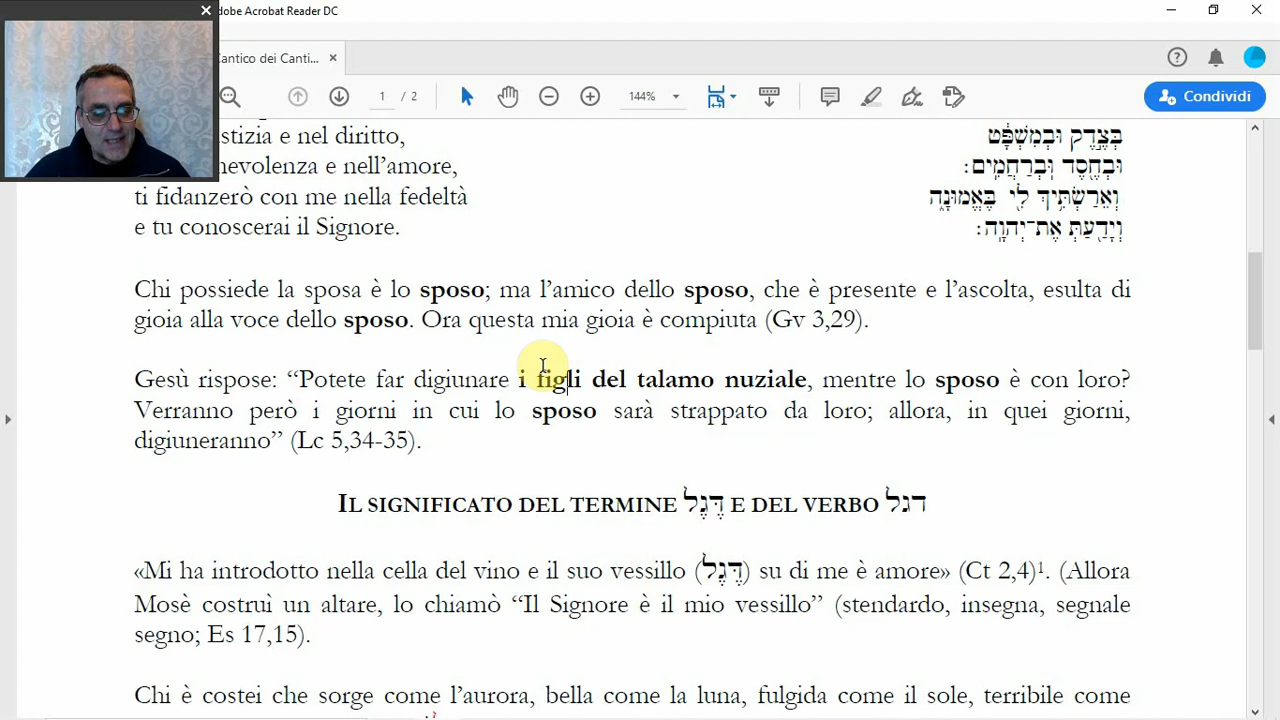 dobe Acrobat Reader DC
Cantico dei Canti...
1 / 2
144%
Condividi
stizia e nel diritto,
בְּצֶ֣דֶק וּבְמִשְׁפָּ֔ט
nevolenza e nell’amore,
וּבְחֶ֖סֶד וּֽבְרַחֲמִֽים׃
ti fidanzerò con me nella fedeltà
וְאֵרַשְׂתִּ֥יךְ לִ֖י בֶּאֱמוּנָ֑ה
e tu conoscerai il Signore.
וְיָדַ֖עַתְּ אֶת־יְהוָֽה׃
Chi possiede la sposa è lo sposo; ma l’amico dello sposo, che è presente e l’ascolta, esulta di
gioia alla voce dello sposo. Ora questa mia gioia è compiuta (Gv 3,29).
Gesù rispose: “Potete far digiunare i figli del talamo nuziale, mentre lo sposo è con loro?
Verranno però i giorni in cui lo sposo sarà strappato da loro; allora, in quei giorni,
digiuneranno” (Lc 5,34-35).
IL SIGNIFICATO DEL TERMINE דֶּגֶל E DEL VERBO דגל
«Mi ha introdotto nella cella del vino e il suo vessillo (דֶּגֶל) su di me è amore» (Ct 2,4)¹. (Allora
Mosè costruì un altare, lo chiamò “Il Signore è il mio vessillo” (stendardo, insegna, segnale
segno; Es 17,15).
Chi è costei che sorge come l’aurora, bella come la luna, fulgida come il sole, terribile come